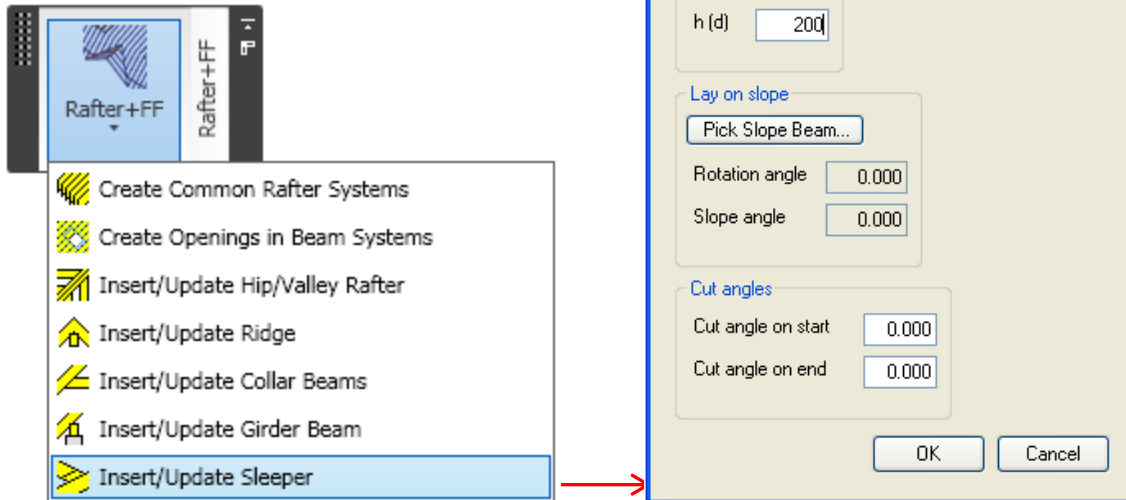 Rafter+FF
Rafter+FF
Create Common Rafter Systems
Create Openings in Beam Systems
Insert/Update Hip/Valley Rafter
Insert/Update Ridge
Insert/Update Collar Beams
Insert/Update Girder Beam
Insert/Update Sleeper
h (d) 200
Lay on slope
Pick Slope Beam...
Rotation angle 0.000
Slope angle 0.000
Cut angles
Cut angle on start 0.000
Cut angle on end 0.000
OK Cancel